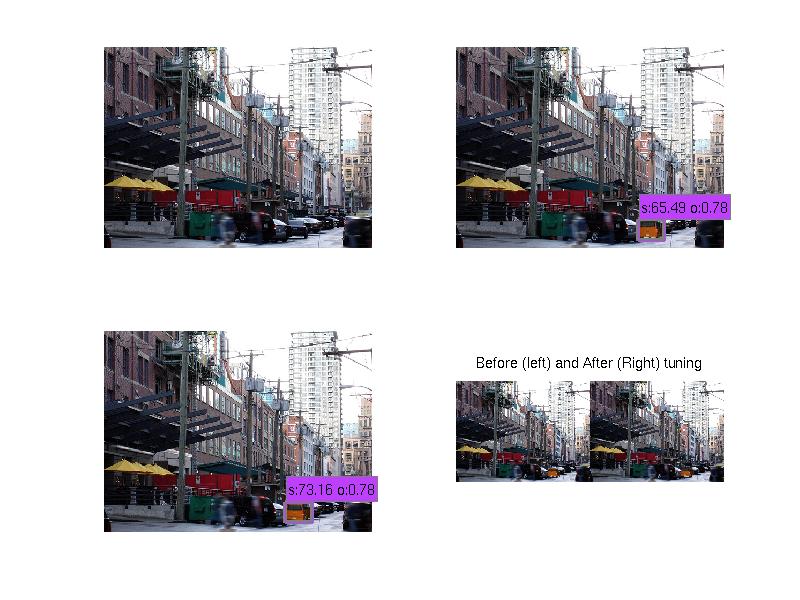 s:65.49 o:0.78
s:73.16 o:0.78
Before (left) and After (Right) tuning